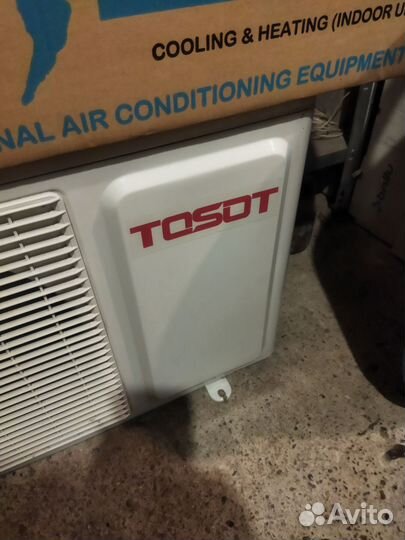 COOLING & HEATING (INDOOR U
NAL AIR CONDITIONING EQUIPMENT
TOSOT
Avito